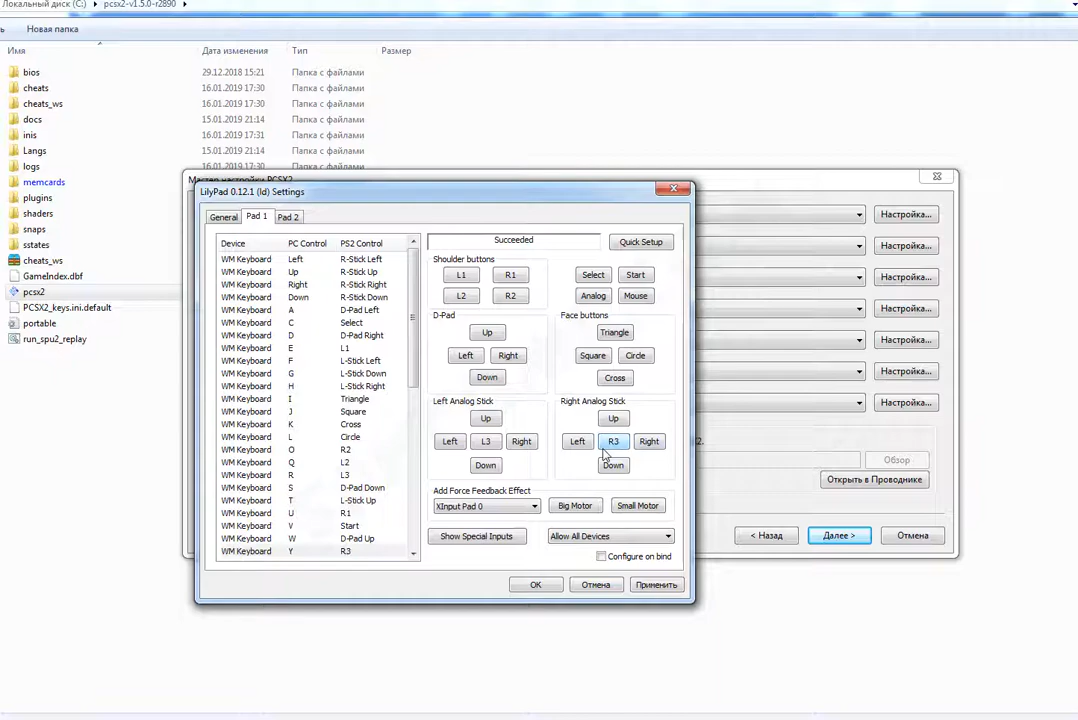 Локальный диск (C:) ▸ pcsx2-v1.5.0-r2890 ▸
Новая папка
Имя Дата изменения Тип Размер
bios 29.12.2018 15:21 Папка с файлами
cheats 16.01.2019 17:30 Папка с файлами
cheats_ws 16.01.2019 17:30 Папка с файлами
docs 15.01.2019 21:14 Папка с файлами
inis 16.01.2019 17:31 Папка с файлами
Langs 15.01.2019 21:14 Папка с файлами
logs 16.01.2019 17:30 Папка с файлами
memcards
plugins
shaders
snaps
sstates
cheats_ws
GameIndex.dbf
pcsx2
PCSX2_keys.ini.default
portable
run_spu2_replay
Мастер настройки PCSX2
LilyPad 0.12.1 (ld) Settings
General Pad 1 Pad 2
Device PC Control PS2 Control
WM Keyboard Left R-Stick Left
WM Keyboard Up R-Stick Up
WM Keyboard Right R-Stick Right
WM Keyboard Down R-Stick Down
WM Keyboard A D-Pad Left
WM Keyboard C Select
WM Keyboard D D-Pad Right
WM Keyboard E L1
WM Keyboard F L-Stick Left
WM Keyboard G L-Stick Down
WM Keyboard H L-Stick Right
WM Keyboard I Triangle
WM Keyboard J Square
WM Keyboard K Cross
WM Keyboard L Circle
WM Keyboard O R2
WM Keyboard Q L2
WM Keyboard R L3
WM Keyboard S D-Pad Down
WM Keyboard T L-Stick Up
WM Keyboard U R1
WM Keyboard V Start
WM Keyboard W D-Pad Up
WM Keyboard Y R3
Succeeded
Quick Setup
Shoulder buttons
L1 R1 Select Start
L2 R2 Analog Mouse
D-Pad Face buttons
Up Triangle
Left Right Square Circle
Down Cross
Left Analog Stick Right Analog Stick
Up Up
Left L3 Right Left R3 Right
Down Down
Add Force Feedback Effect
XInput Pad 0 Big Motor Small Motor
Show Special Inputs Allow All Devices
Configure on bind
OK Отмена Применить
Настройка...
Настройка...
Настройка...
Настройка...
Настройка...
Настройка...
Настройка...
2.
Обзор
Открыть в Проводнике
< Назад Далее > Отмена